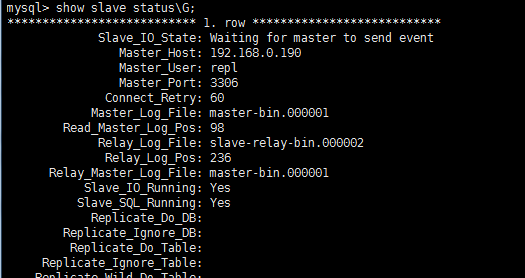 mysql> show slave status\G;
*************************** 1. row ***************************
Slave_IO_State: Waiting for master to send event
Master_Host: 192.168.0.190
Master_User: repl
Master_Port: 3306
Connect_Retry: 60
Master_Log_File: master-bin.000001
Read_Master_Log_Pos: 98
Relay_Log_File: slave-relay-bin.000002
Relay_Log_Pos: 236
Relay_Master_Log_File: master-bin.000001
Slave_IO_Running: Yes
Slave_SQL_Running: Yes
Replicate_Do_DB:
Replicate_Ignore_DB:
Replicate_Do_Table:
Replicate_Ignore_Table:
Replicate_Wild_Do_Table: